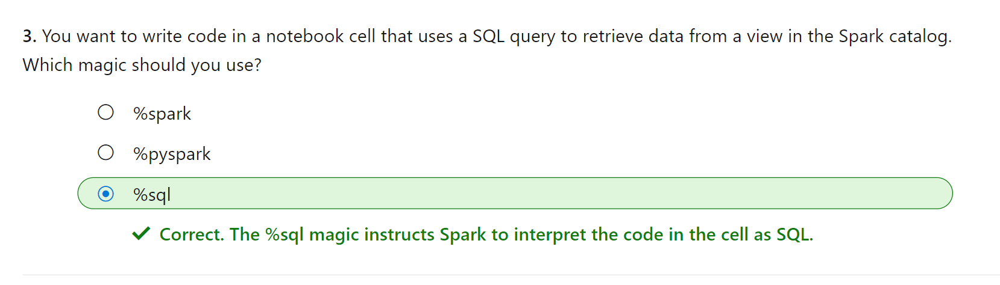 3. You want to write code in a notebook cell that uses a SQL query to retrieve data from a view in the Spark catalog.
Which magic should you use?
%spark
%pyspark
%sql
Correct. The %sql magic instructs Spark to interpret the code in the cell as SQL.